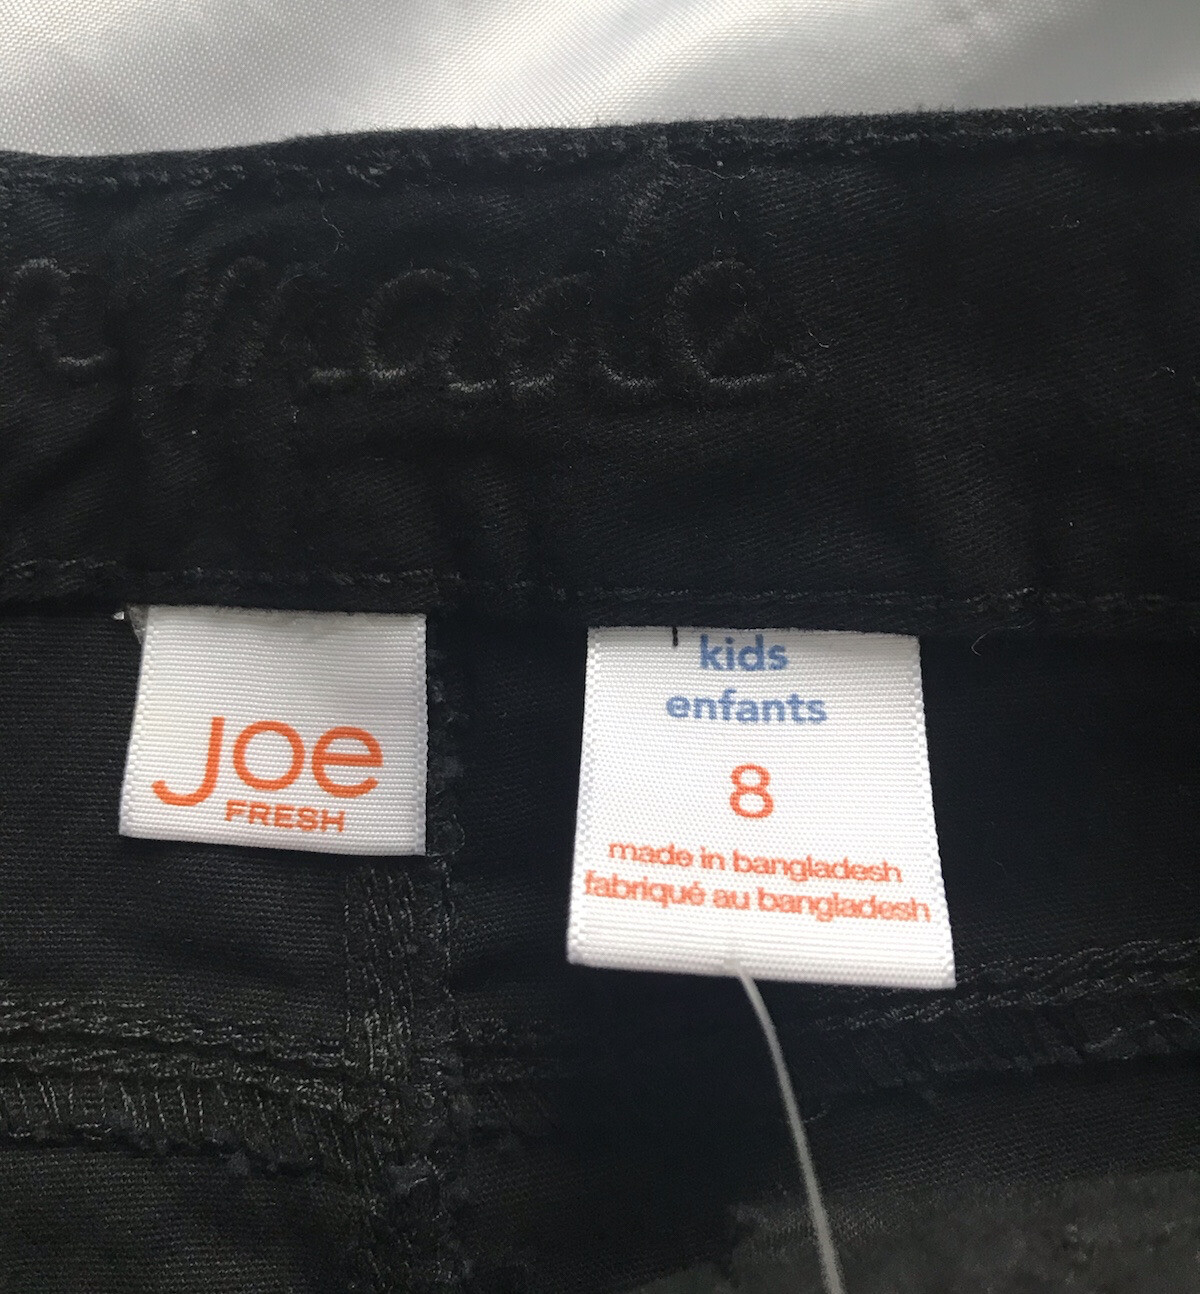 Joe
FRESH
kids
enfants
8
made in bangladesh
fabriqué au bangladesh